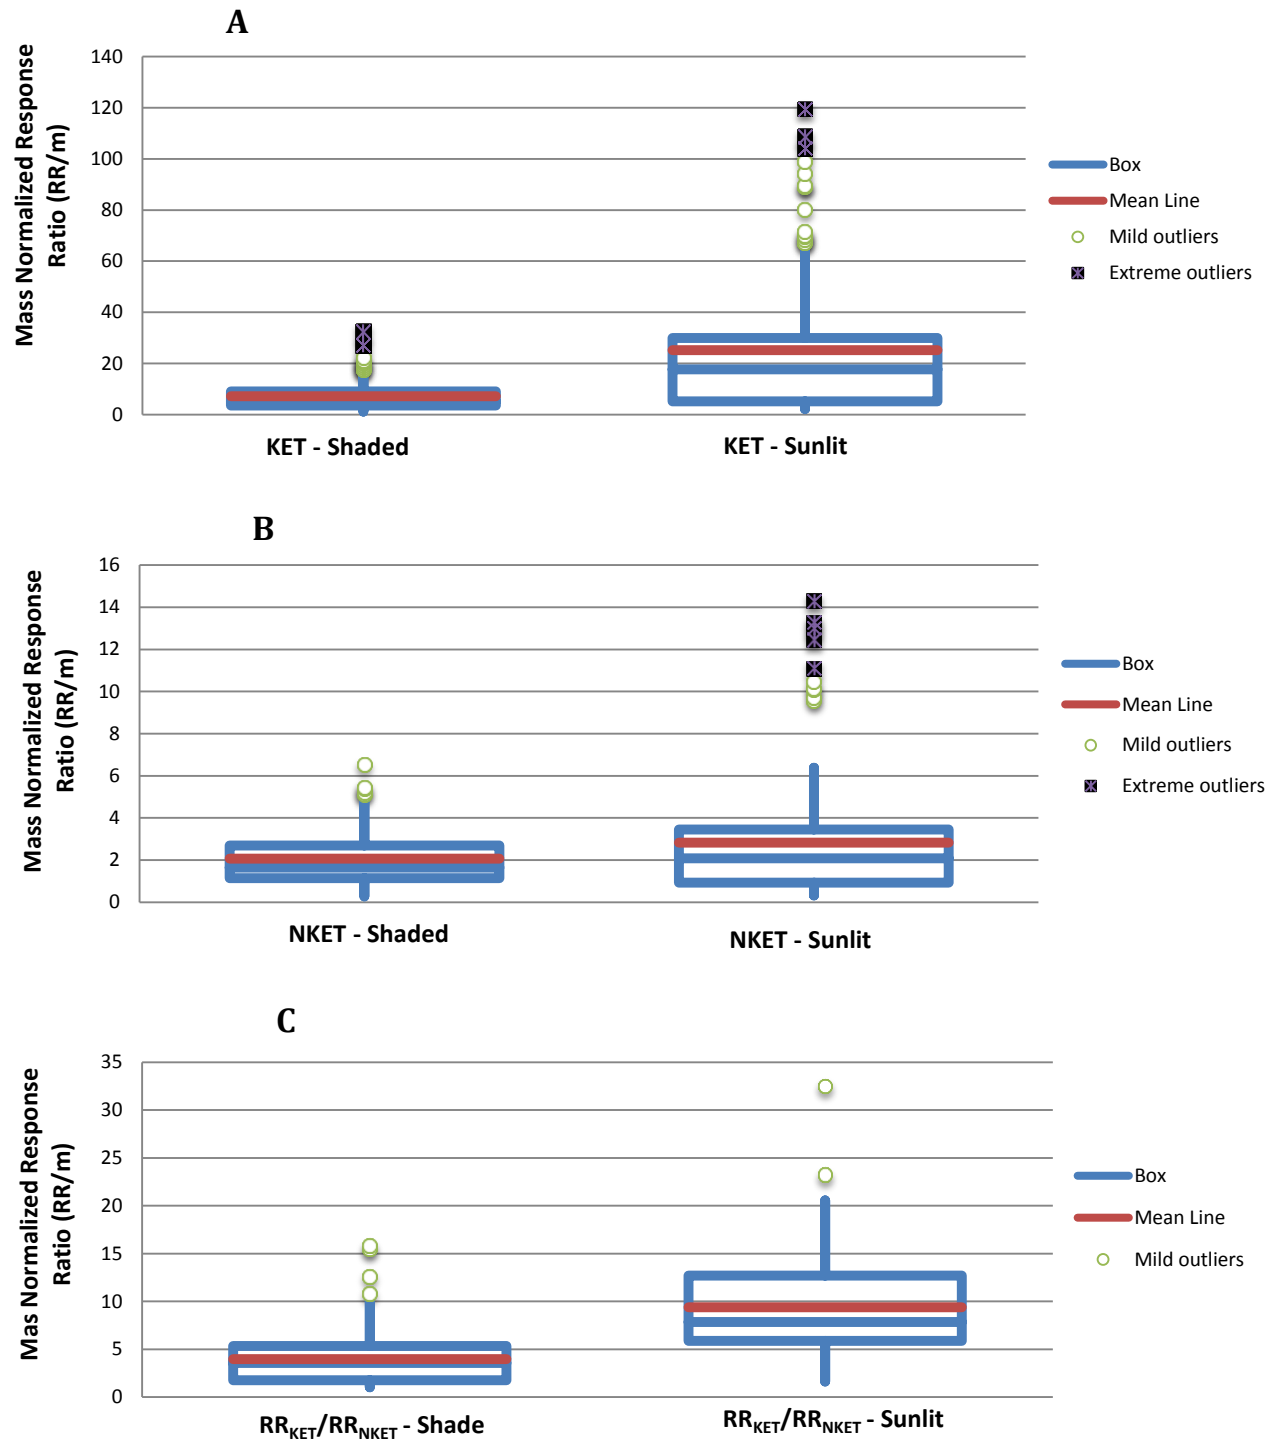 A
Mass Normalized Response
Ratio (RR/m)
140
120
100
80
60
40
20
0
KET - Shaded
KET - Sunlit
Box
Mean Line
Mild outliers
Extreme outliers
B
Mass Normalized Response
Ratio (RR/m)
16
14
12
10
8
6
4
2
0
NKET - Shaded
NKET - Sunlit
Box
Mean Line
Mild outliers
Extreme outliers
C
Mas Normalized Response
Ratio (RR/m)
35
30
25
20
15
10
5
0
RRKET/RRNKET - Shade
RRKET/RRNKET - Sunlit
Box
Mean Line
Mild outliers